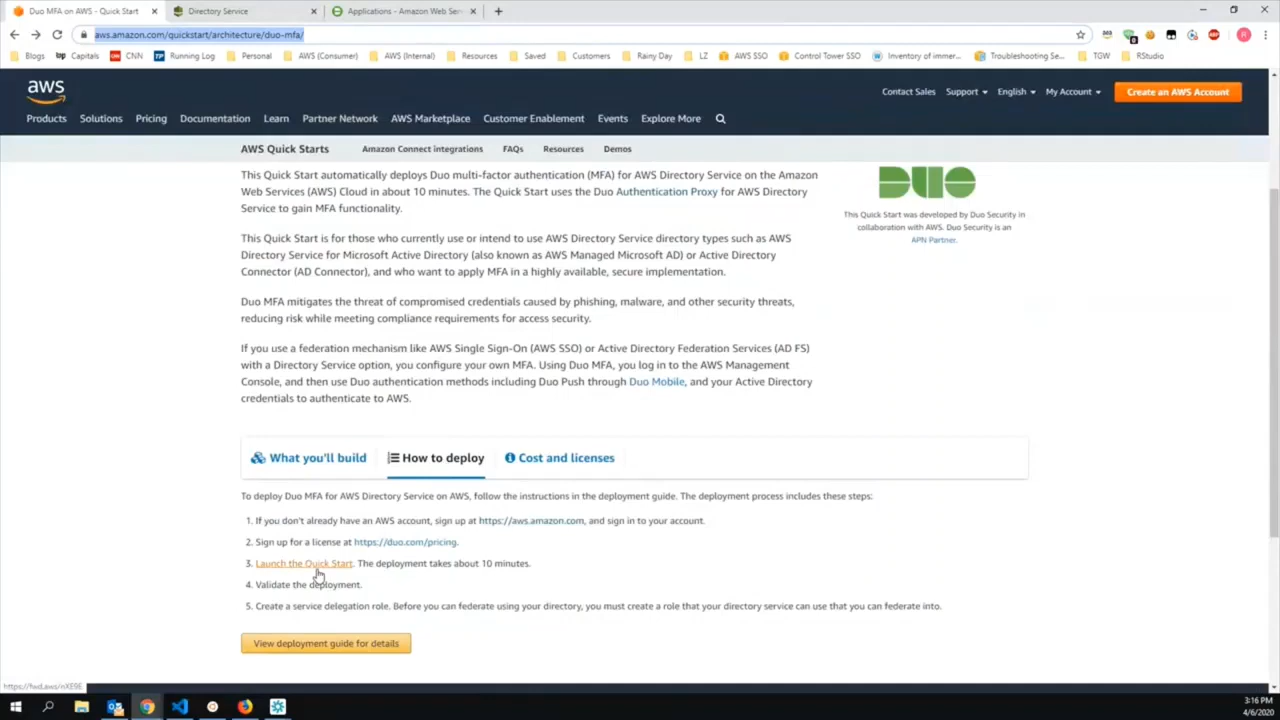 Duo MFA on AWS - Quick Start
Directory Service
Applications - Amazon Web Ser
aws.amazon.com/quickstart/architecture/duo-mfa/
Blogs Capitals CNN Running Log Personal AWS (Consumer) AWS (Internal) Resources Saved Customers Rainy Day LZ AWS SSO Control Tower SSO Inventory of immer... Troubleshooting Se... TGW RStudio
aws
Contact Sales Support English My Account Create an AWS Account
Products Solutions Pricing Documentation Learn Partner Network AWS Marketplace Customer Enablement Events Explore More
AWS Quick Starts Amazon Connect integrations FAQs Resources Demos
This Quick Start automatically deploys Duo multi-factor authentication (MFA) for AWS Directory Service on the Amazon
Web Services (AWS) Cloud in about 10 minutes. The Quick Start uses the Duo Authentication Proxy for AWS Directory
Service to gain MFA functionality.
This Quick Start is for those who currently use or intend to use AWS Directory Service directory types such as AWS
Directory Service for Microsoft Active Directory (also known as AWS Managed Microsoft AD) or Active Directory
Connector (AD Connector), and who want to apply MFA in a highly available, secure implementation.
Duo MFA mitigates the threat of compromised credentials caused by phishing, malware, and other security threats,
reducing risk while meeting compliance requirements for access security.
If you use a federation mechanism like AWS Single Sign-On (AWS SSO) or Active Directory Federation Services (AD FS)
with a Directory Service option, you configure your own MFA. Using Duo MFA, you log in to the AWS Management
Console, and then use Duo authentication methods including Duo Push through Duo Mobile, and your Active Directory
credentials to authenticate to AWS.
DUO
This Quick Start was developed by Duo Security in
collaboration with AWS. Duo Security is an
APN Partner.
What you'll build How to deploy Cost and licenses
To deploy Duo MFA for AWS Directory Service on AWS, follow the instructions in the deployment guide. The deployment process includes these steps:
1. If you don't already have an AWS account, sign up at https://aws.amazon.com, and sign in to your account.
2. Sign up for a license at https://duo.com/pricing.
3. Launch the Quick Start. The deployment takes about 10 minutes.
4. Validate the deployment.
5. Create a service delegation role. Before you can federate using your directory, you must create a role that your directory service can use that you can federate into.
View deployment guide for details
https://fwd.aws/nXE9E
3:16 PM
4/6/2020